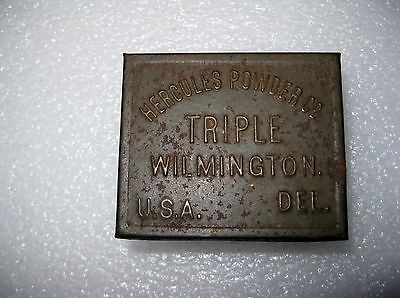 HERCULES POWDER CO
TRIPLE
WILMINGTON.
U.S.A. DEL.